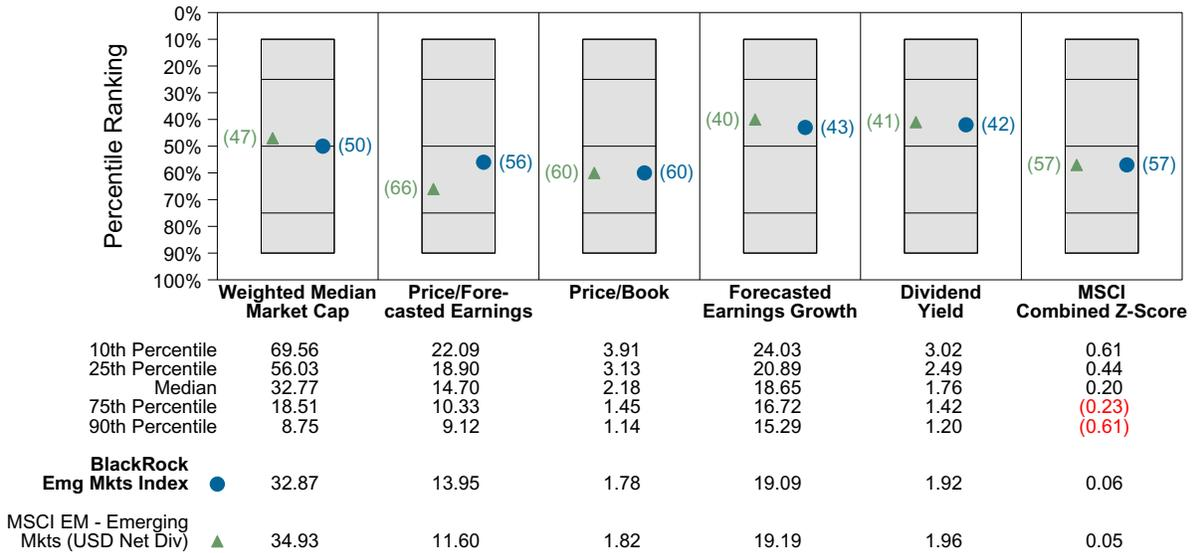 Percentile Ranking
0%
10%
20%
30%
40%
50%
60%
70%
80%
90%
100%
(47) (50)
(66) (56)
(60) (60)
(40) (43)
(41) (42)
(57) (57)
Weighted Median Market Cap
Price/Fore-
casted Earnings
Price/Book
Forecasted
Earnings Growth
Dividend
Yield
MSCI
Combined Z-Score
10th Percentile 69.56 22.09 3.91 24.03 3.02 0.61
25th Percentile 56.03 18.90 3.13 20.89 2.49 0.44
Median 32.77 14.70 2.18 18.65 1.76 0.20
75th Percentile 18.51 10.33 1.45 16.72 1.42 (0.23)
90th Percentile 8.75 9.12 1.14 15.29 1.20 (0.61)
BlackRock
Emg Mkts Index 32.87 13.95 1.78 19.09 1.92 0.06
MSCI EM - Emerging
Mkts (USD Net Div) 34.93 11.60 1.82 19.19 1.96 0.05